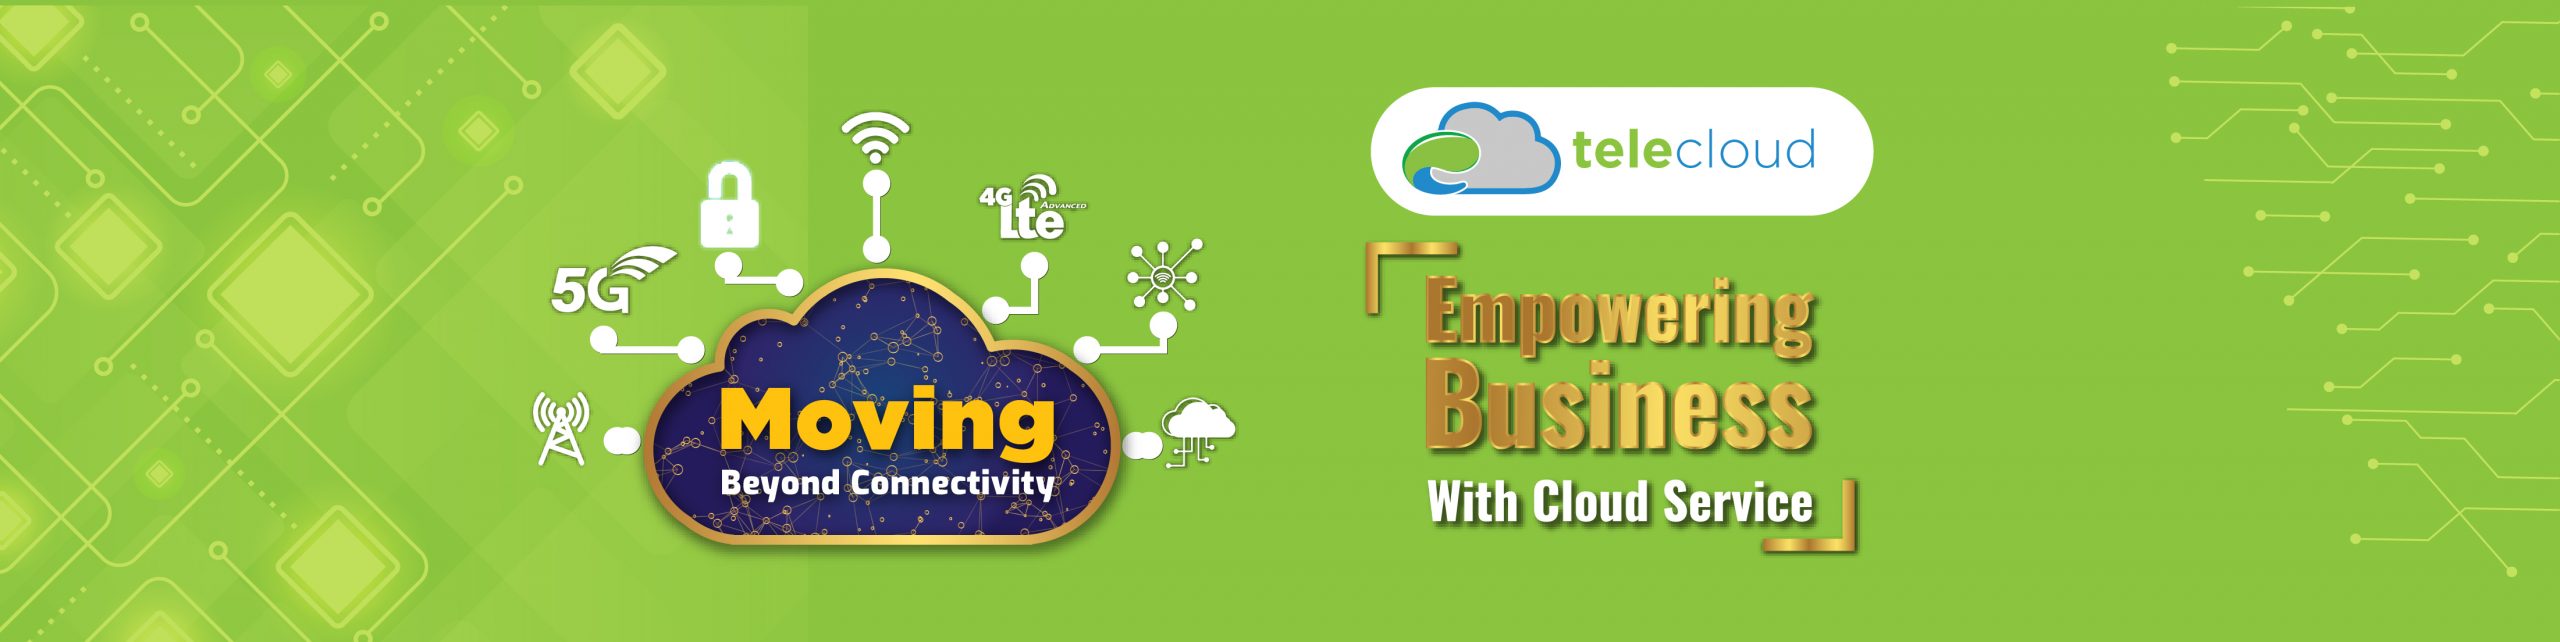 5G
4G
Lte
ADVANCED
Moving
Beyond Connectivity
telecloud
Empowering
Business
With Cloud Service